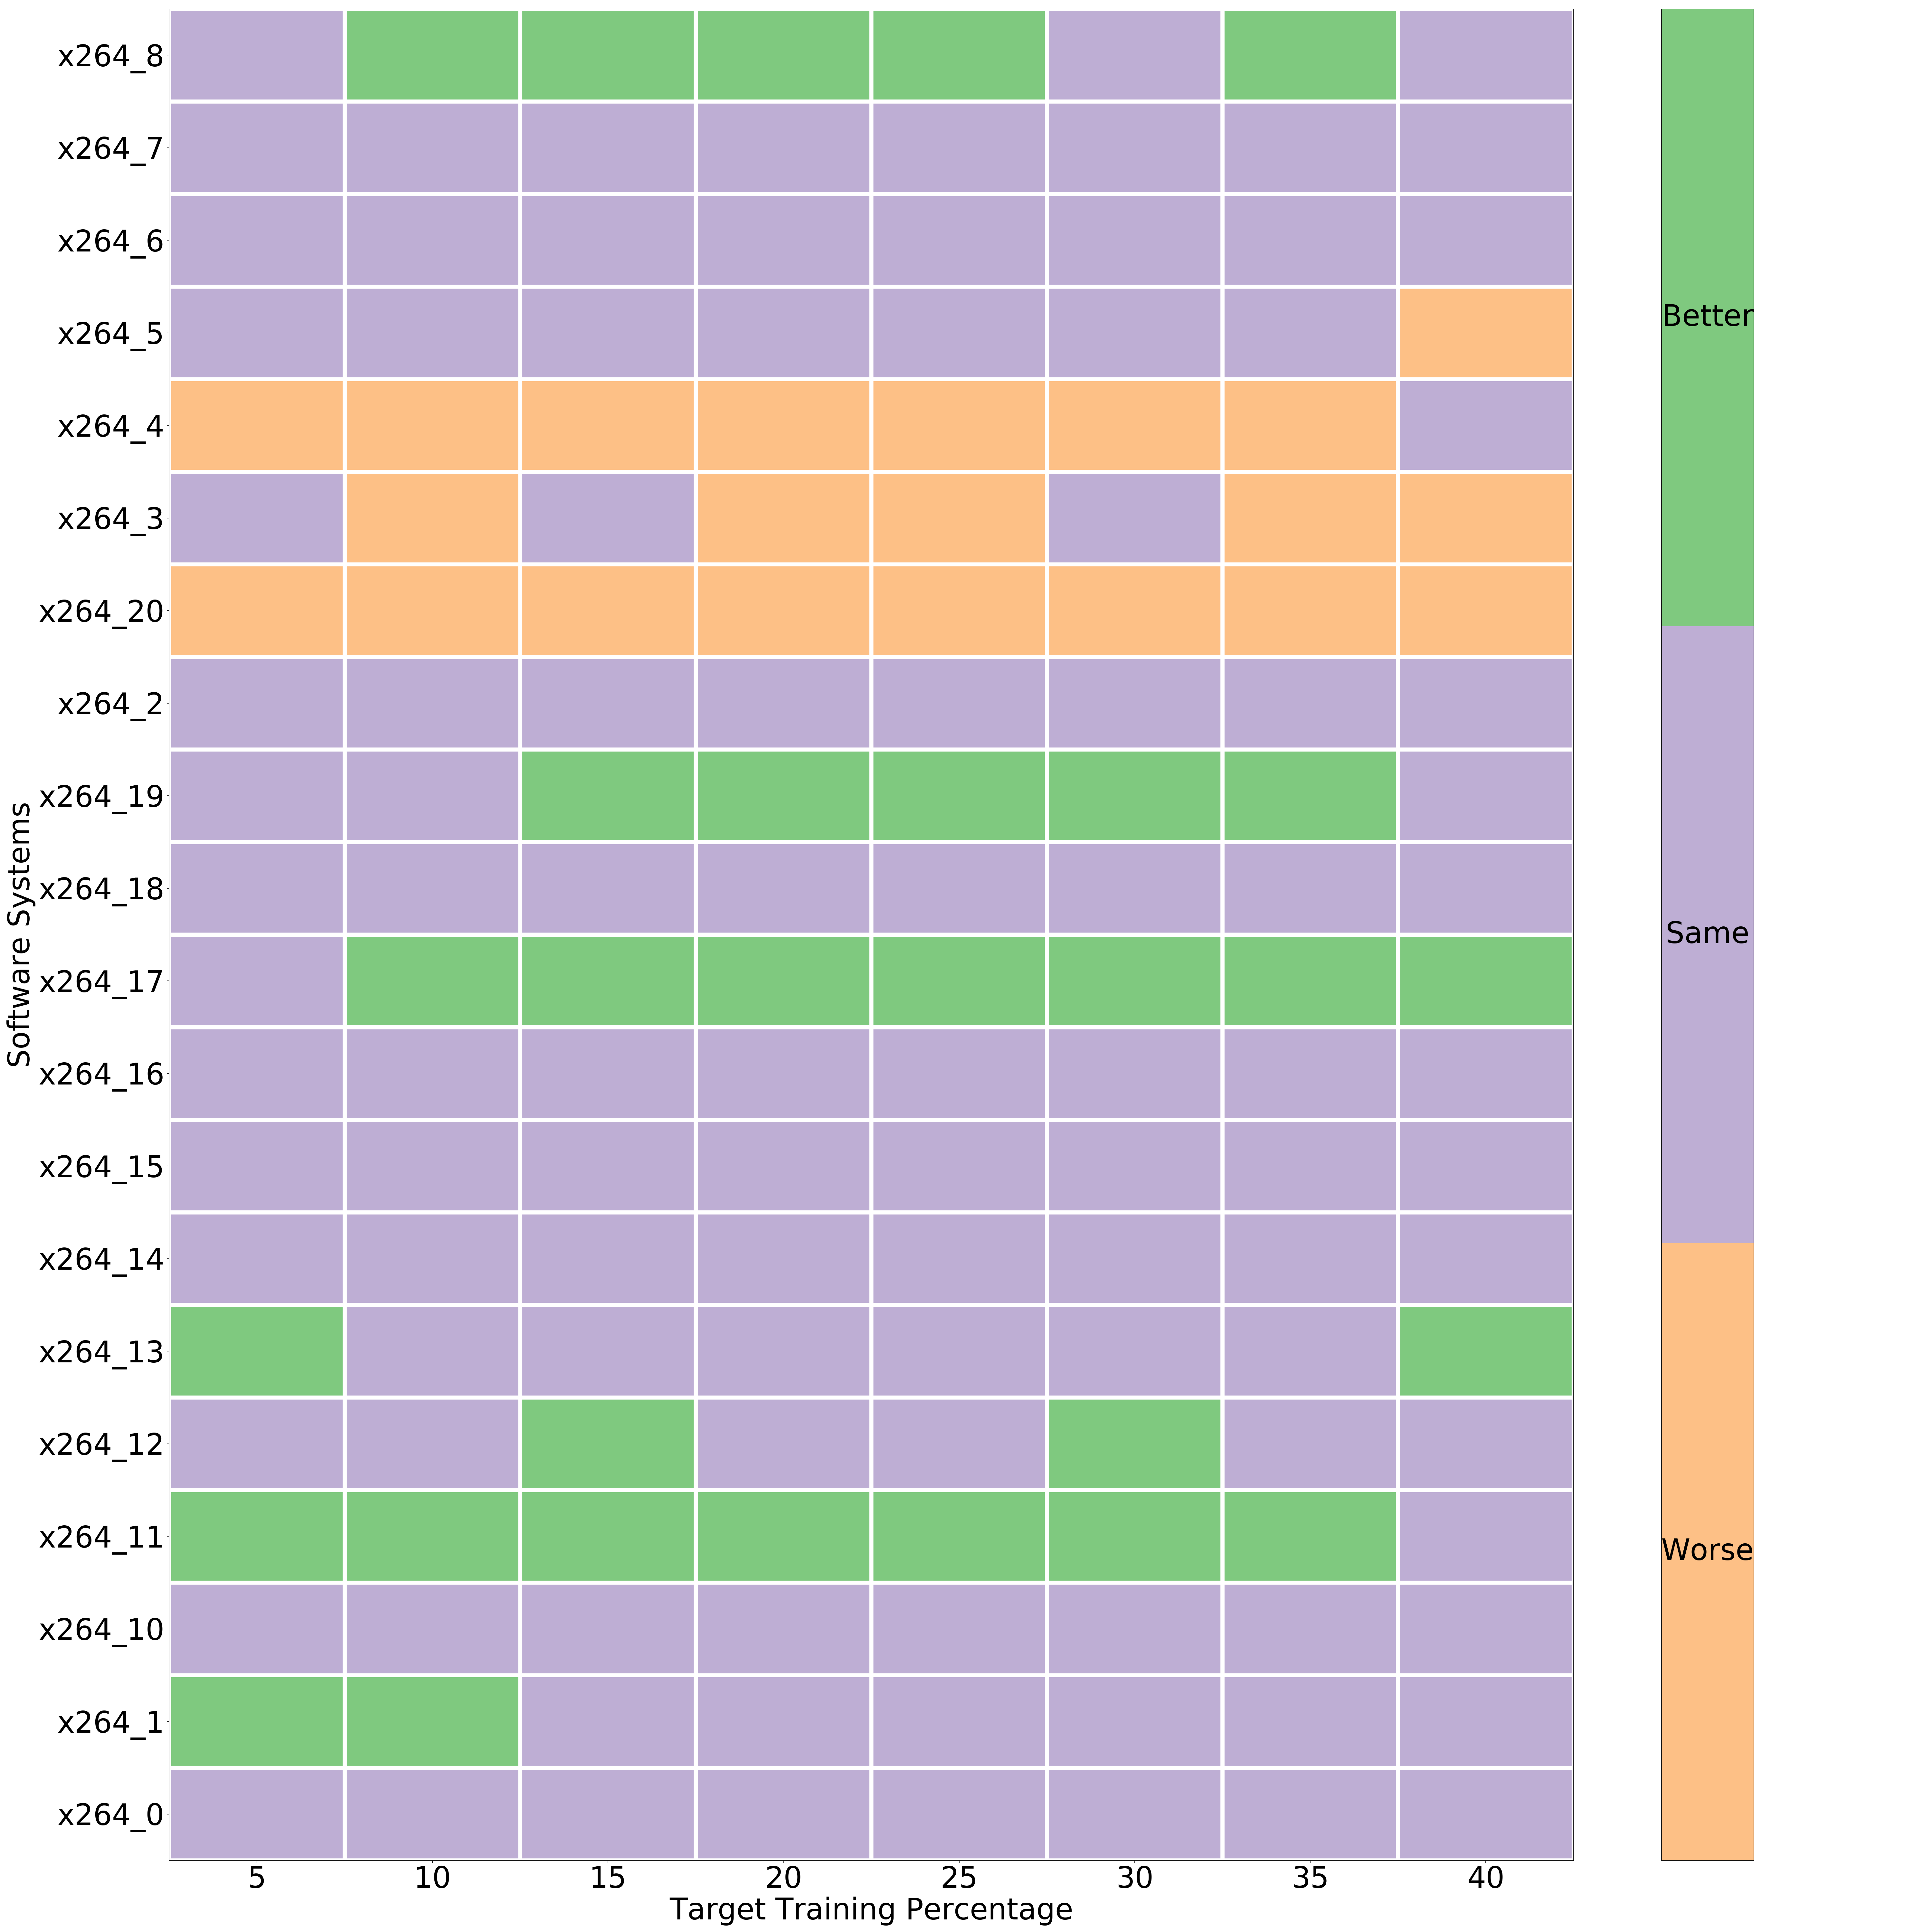 x264_8
x264_7
x264_6
x264_5
x264_4
x264_3
x264_20
x264_2
x264_19
x264_18
x264_17
x264_16
x264_15
x264_14
x264_13
x264_12
x264_11
x264_10
x264_1
x264_0
Software Systems
5 10 15 20 25 30 35 40
Target Training Percentage
Better
Same
Worse